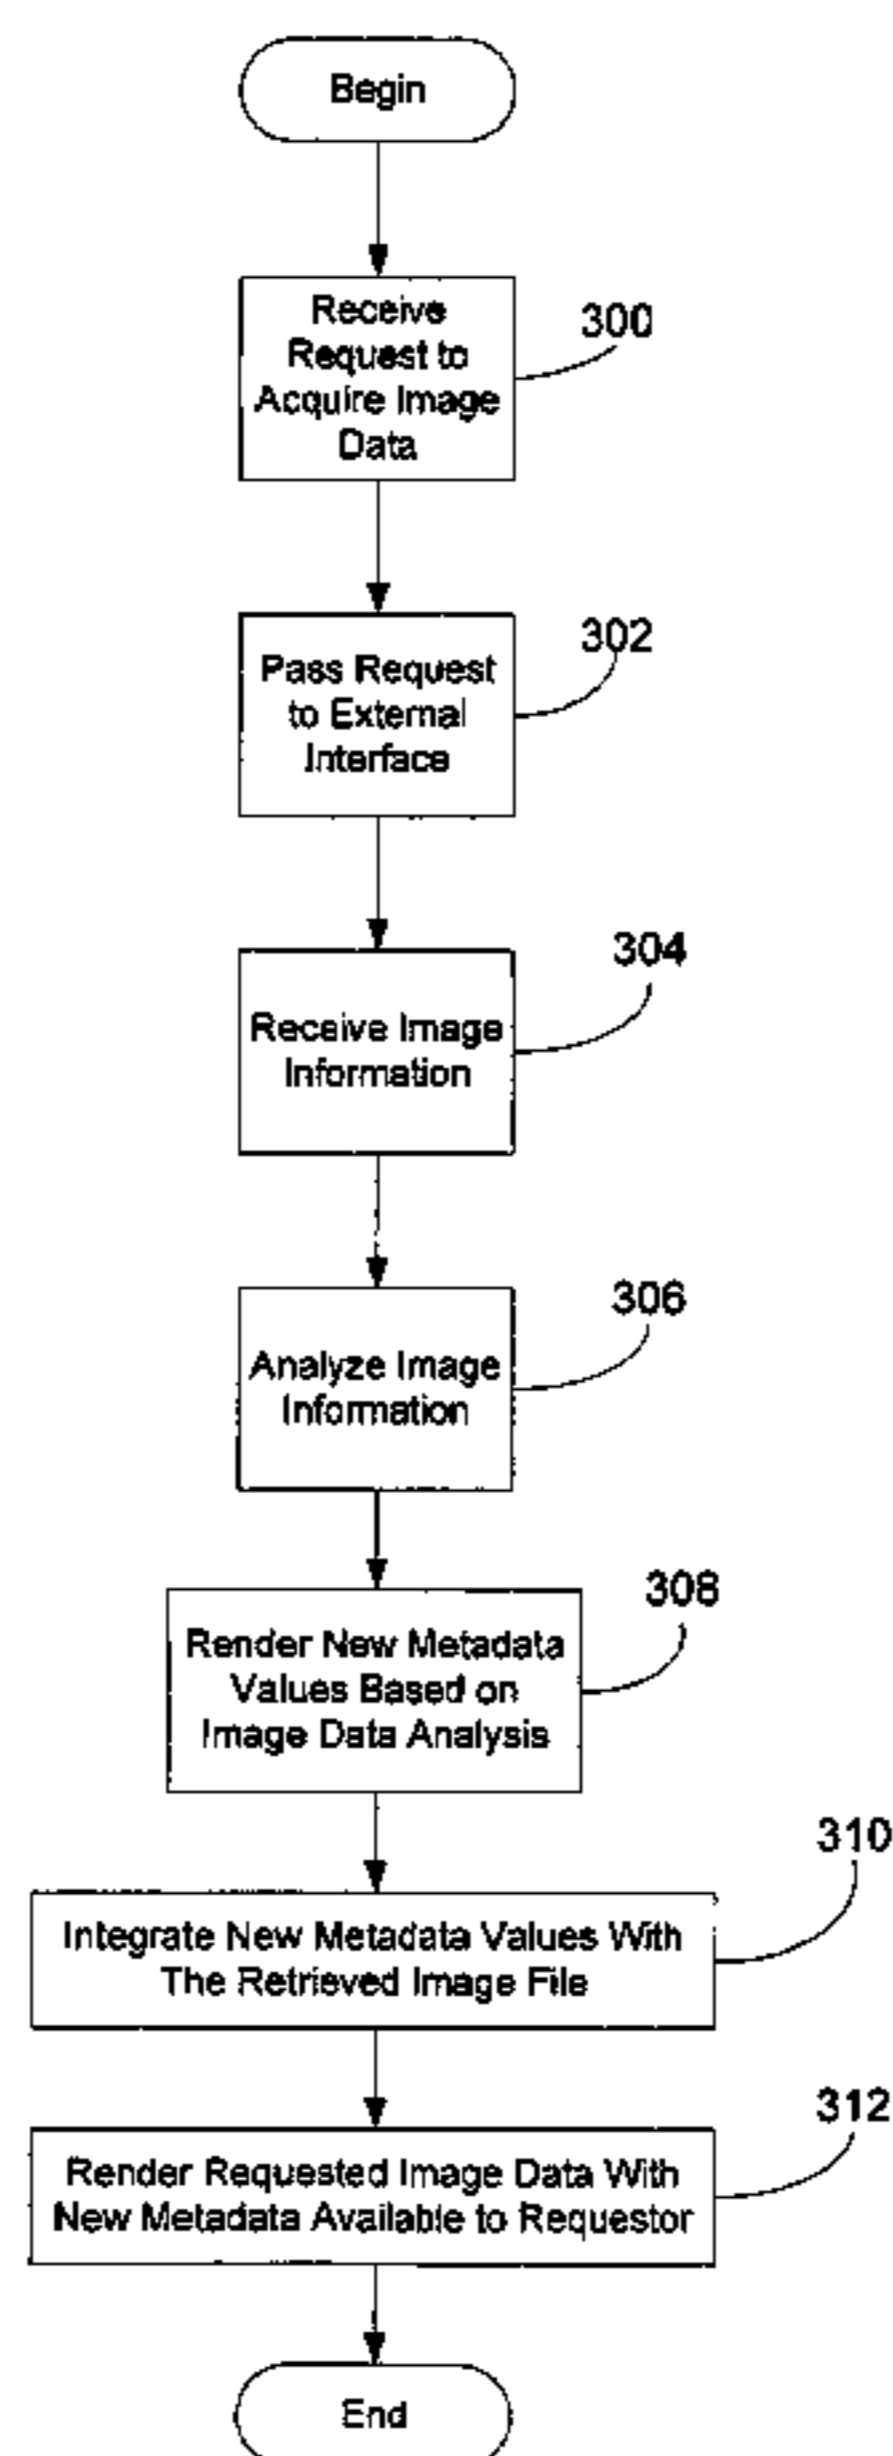 Begin
Receive
Request to
Acquire Image
Data
300
Pass Request
to External
Interface
302
Receive Image
Information
304
Analyze Image
Information
306
Render New Metadata
Values Based on
Image Data Analysis
308
Integrate New Metadata Values With
The Retrieved Image File
310
Render Requested Image Data With
New Metadata Available to Requestor
312
End